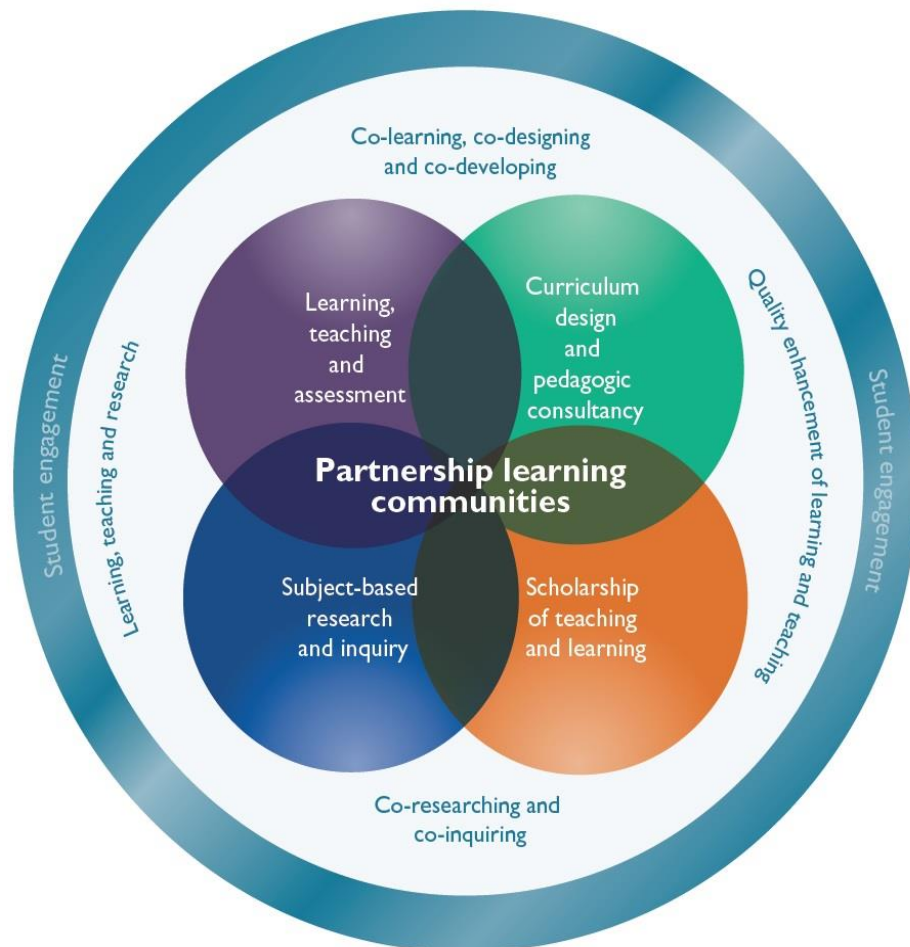 Co-learning, co-designing
and co-developing
Learning,
teaching
and
assessment
Curriculum
design
and
pedagogic
consultancy
Student engagement
Learning, teaching and research
Quality enhancement of learning and teaching
Student engagement
Partnership learning
communities
Subject-based
research
and inquiry
Scholarship
of teaching
and learning
Co-researching and
co-inquiring